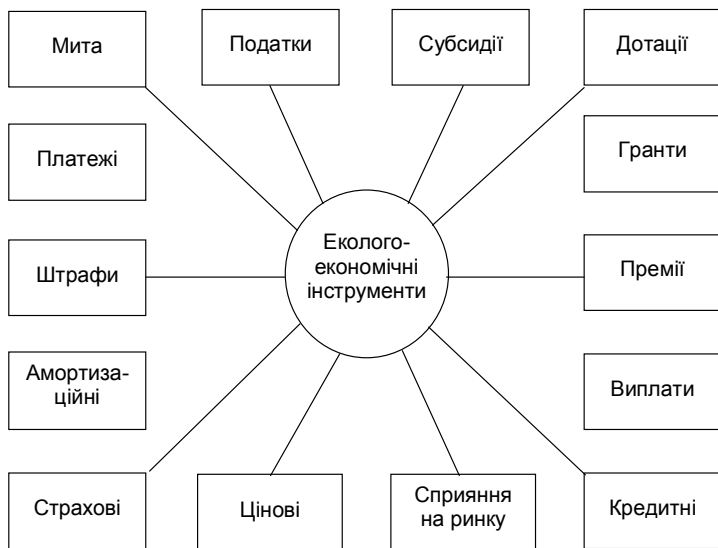 Мита
Податки
Субсидії
Дотації
Платежі
Гранти
Еколого-
економічні
інструменти
Штрафи
Премії
Амортиза-
ційні
Виплати
Страхові
Цінові
Сприяння
на ринку
Кредитні